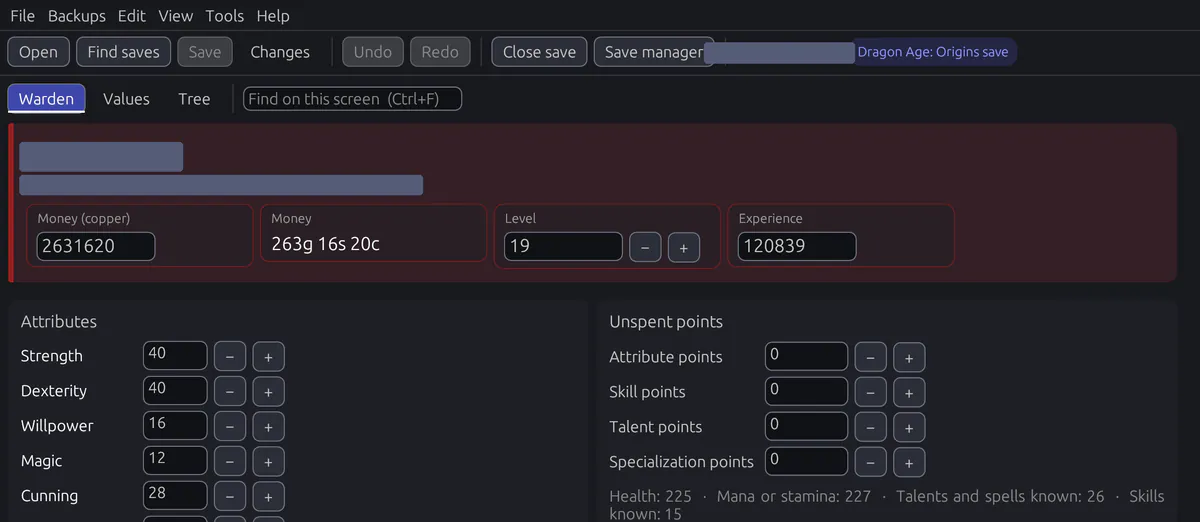 File Backups Edit View Tools Help
Open Find saves Save Changes Undo Redo Close save Save manager Dragon Age: Origins save
Warden Values Tree Find on this screen (Ctrl+F)
Money (copper) Money Level Experience
2631620 263g 16s 20c 19 − + 120839
Attributes
Strength 40 − +
Dexterity 40 − +
Willpower 16 − +
Magic 12 − +
Cunning 28 − +
Unspent points
Attribute points 0 − +
Skill points 0 − +
Talent points 0 − +
Specialization points 0 − +
Health: 225 · Mana or stamina: 227 · Talents and spells known: 26 · Skills
known: 15